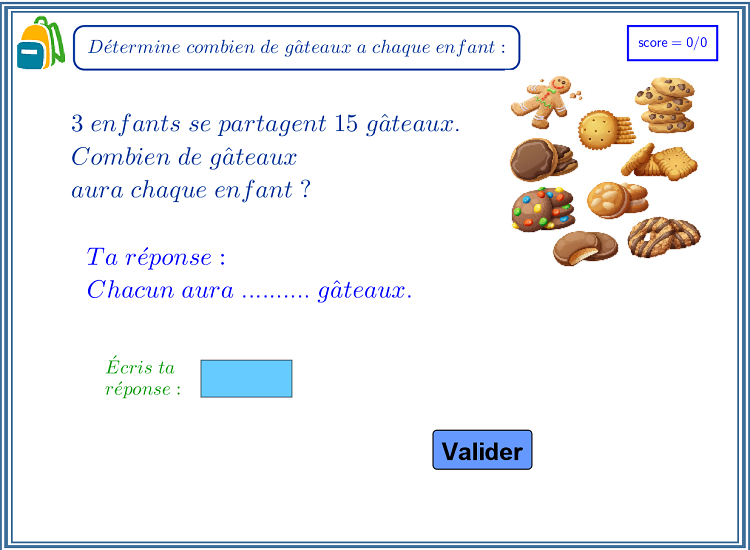 Détermine combien de gâteaux a chaque enfant :
score = 0/0
3 enfants se partagent 15 gâteaux.
Combien de gâteaux
aura chaque enfant ?
Ta réponse :
Chacun aura .......... gâteaux.
Écris ta
réponse :
Valider